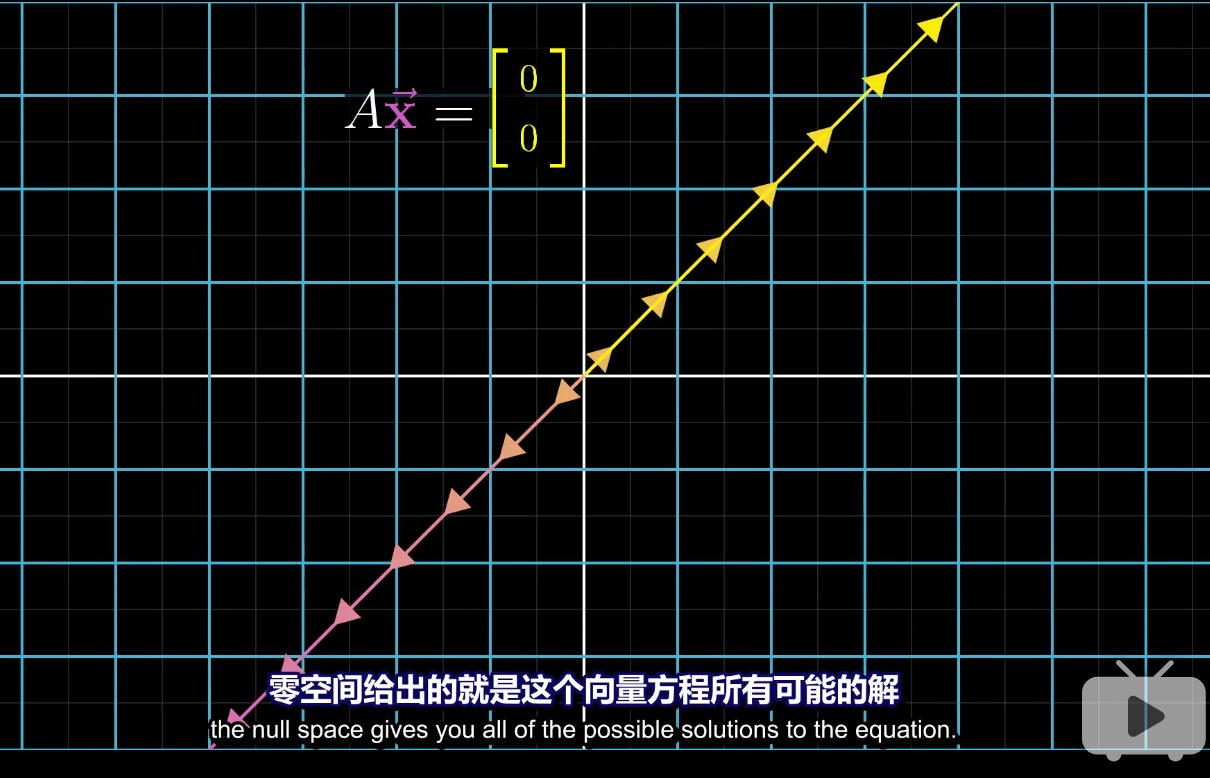 Ax⃗ = [0
0]
零空间给出的就是这个向量方程所有可能的解
the null space gives you all of the possible solutions to the equation.